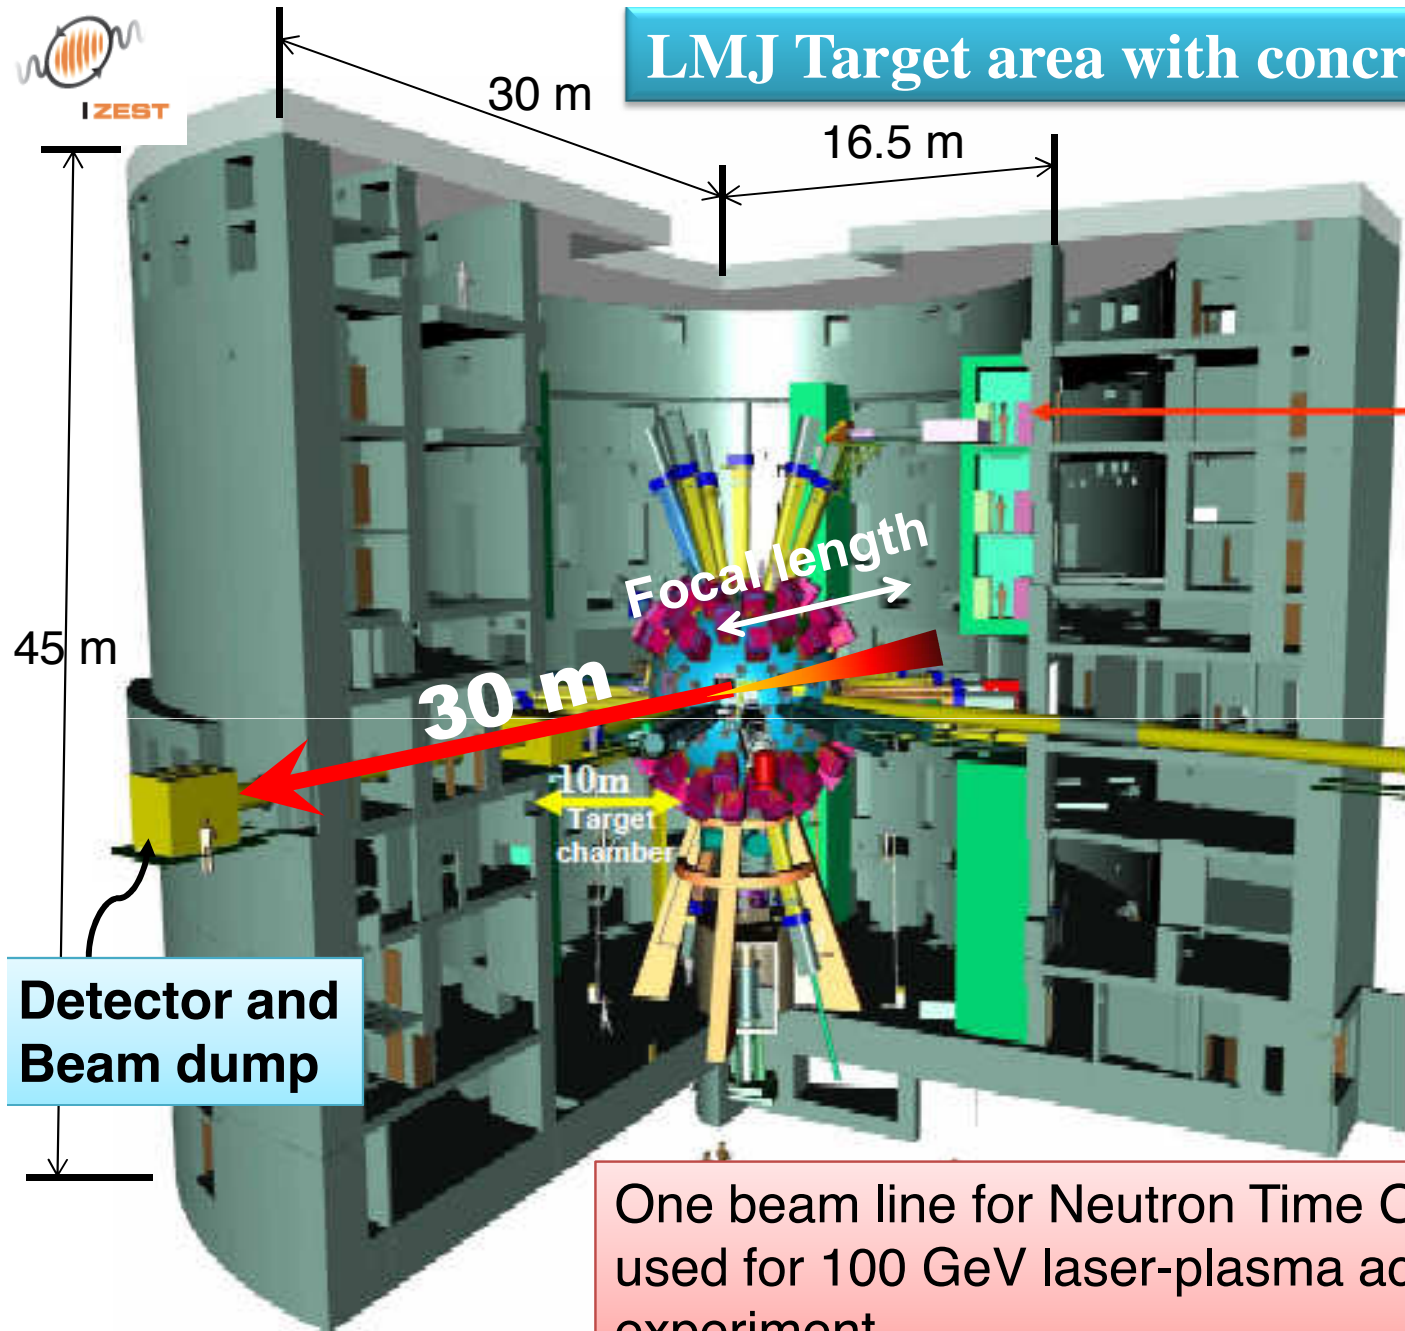 IZEST
LMJ Target area with concr
30 m
16.5 m
Focal length
45 m
30 m
10m
Target
chamber
Detector and
Beam dump
One beam line for Neutron Time O
used for 100 GeV laser-plasma ac
experiment